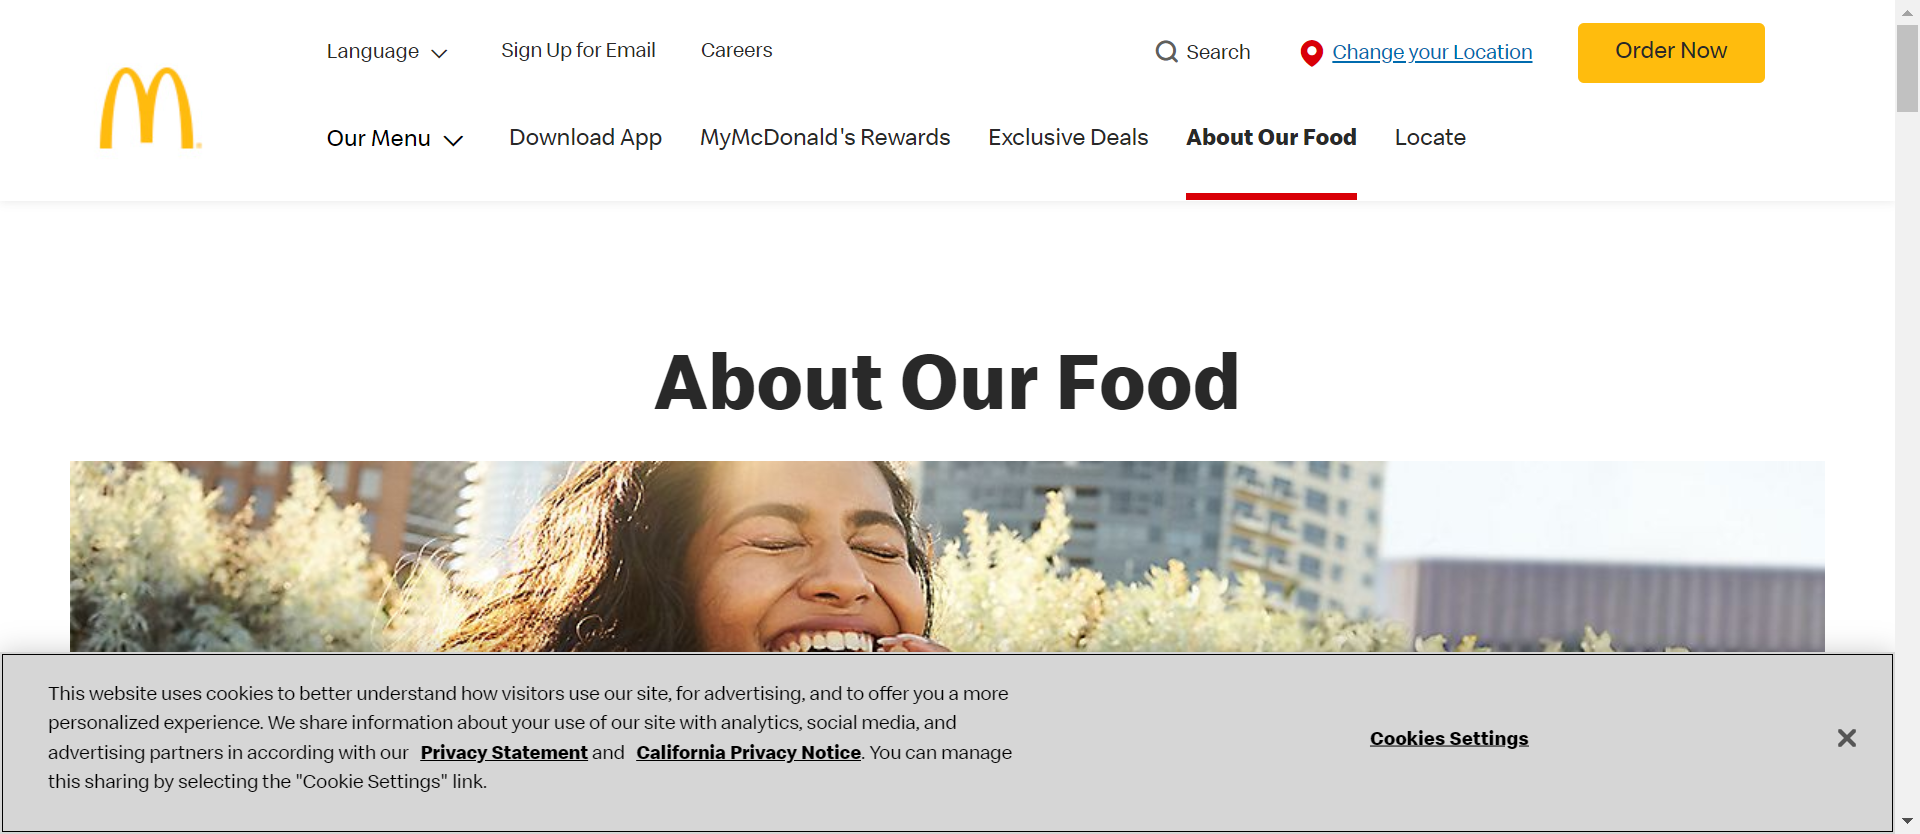 Language
Sign Up for Email
Careers
Search
Change your Location
Order Now
Our Menu
Download App
MyMcDonald's Rewards
Exclusive Deals
About Our Food
Locate
About Our Food
This website uses cookies to better understand how visitors use our site, for advertising, and to offer you a more
personalized experience. We share information about your use of our site with analytics, social media, and
advertising partners in according with our Privacy Statement and California Privacy Notice. You can manage
this sharing by selecting the "Cookie Settings" link.
Cookies Settings